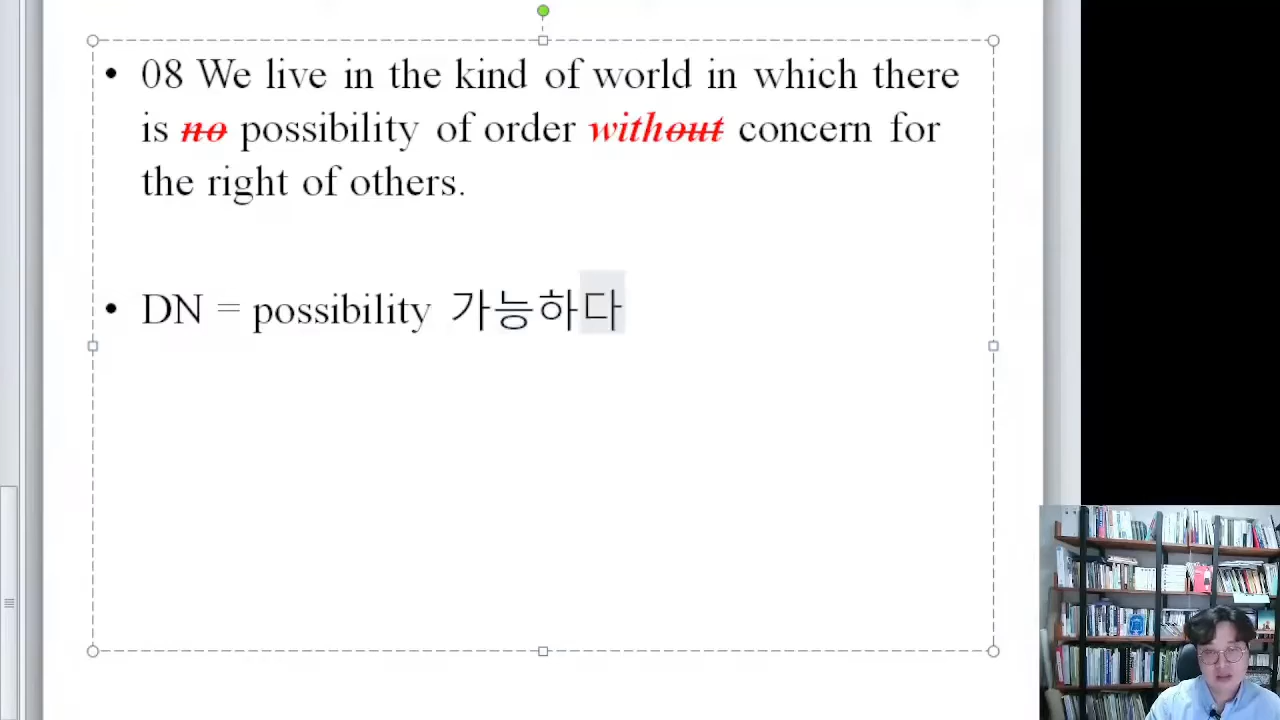 • 08 We live in the kind of world in which there
is no possibility of order without concern for
the right of others.
• DN = possibility 가능하다